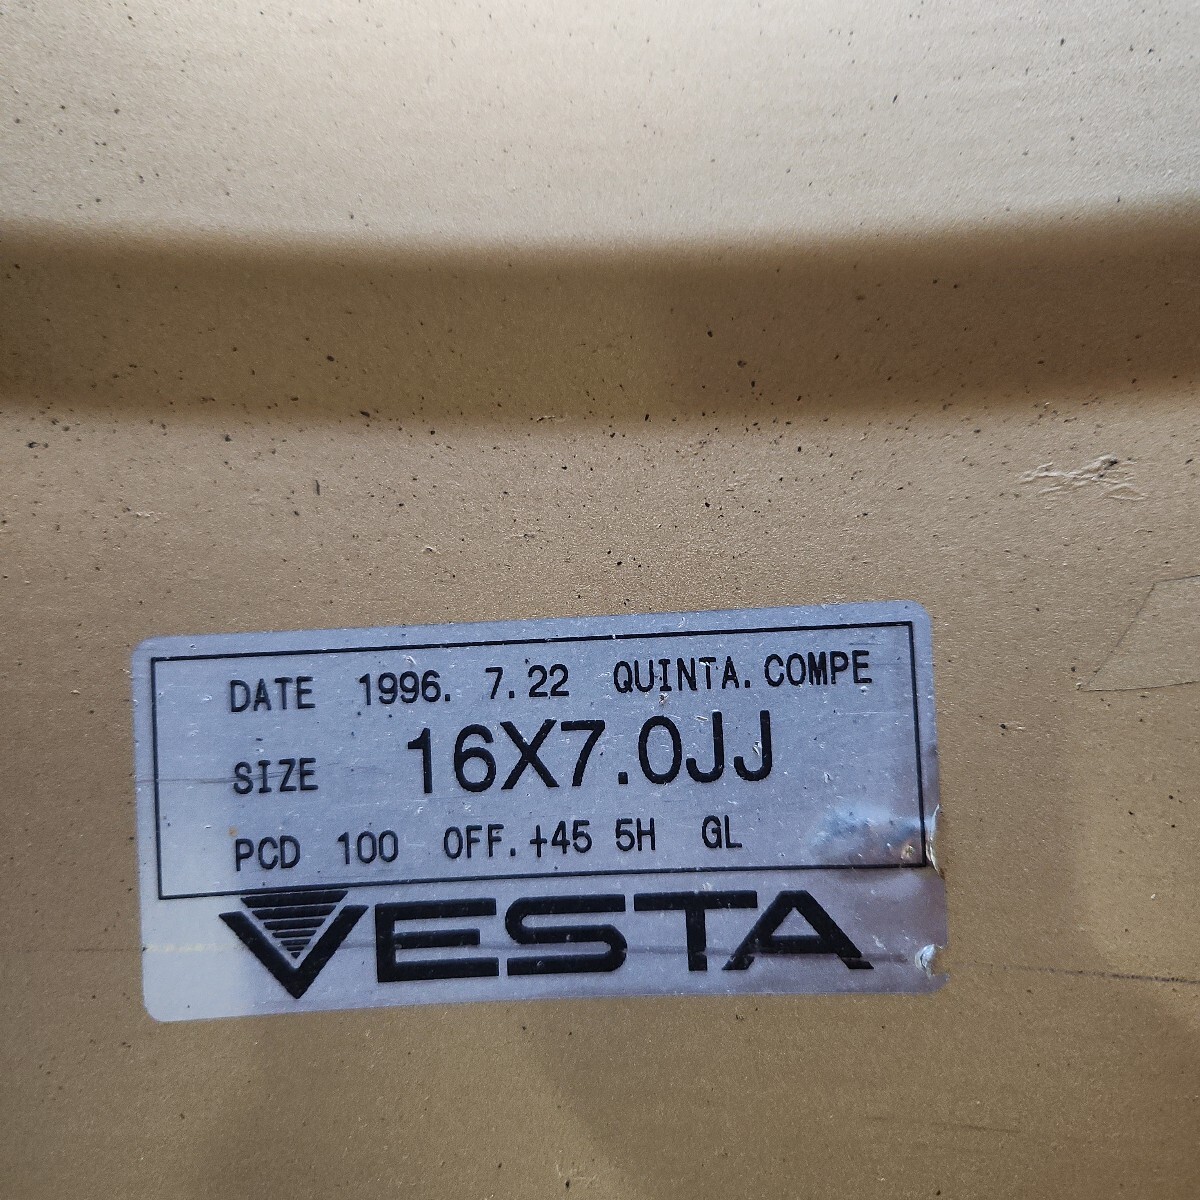 DATE 1996. 7.22 QUINTA.COMPE
SIZE 16X7.0JJ
PCD 100 OFF.+45 5H GL
VESTA